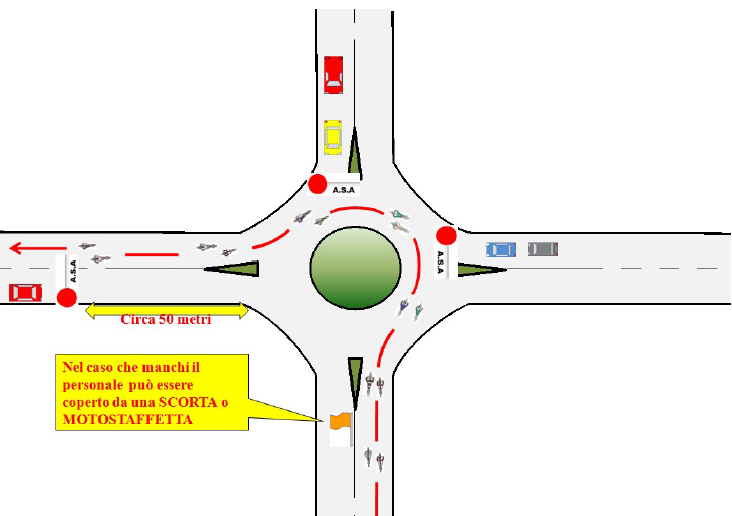 A.S.A
A.S.A
A.S.A
Circa 50 metri
Nel caso che manchi il
personale può essere
coperto da una SCORTA o
MOTOSTAFFETTA